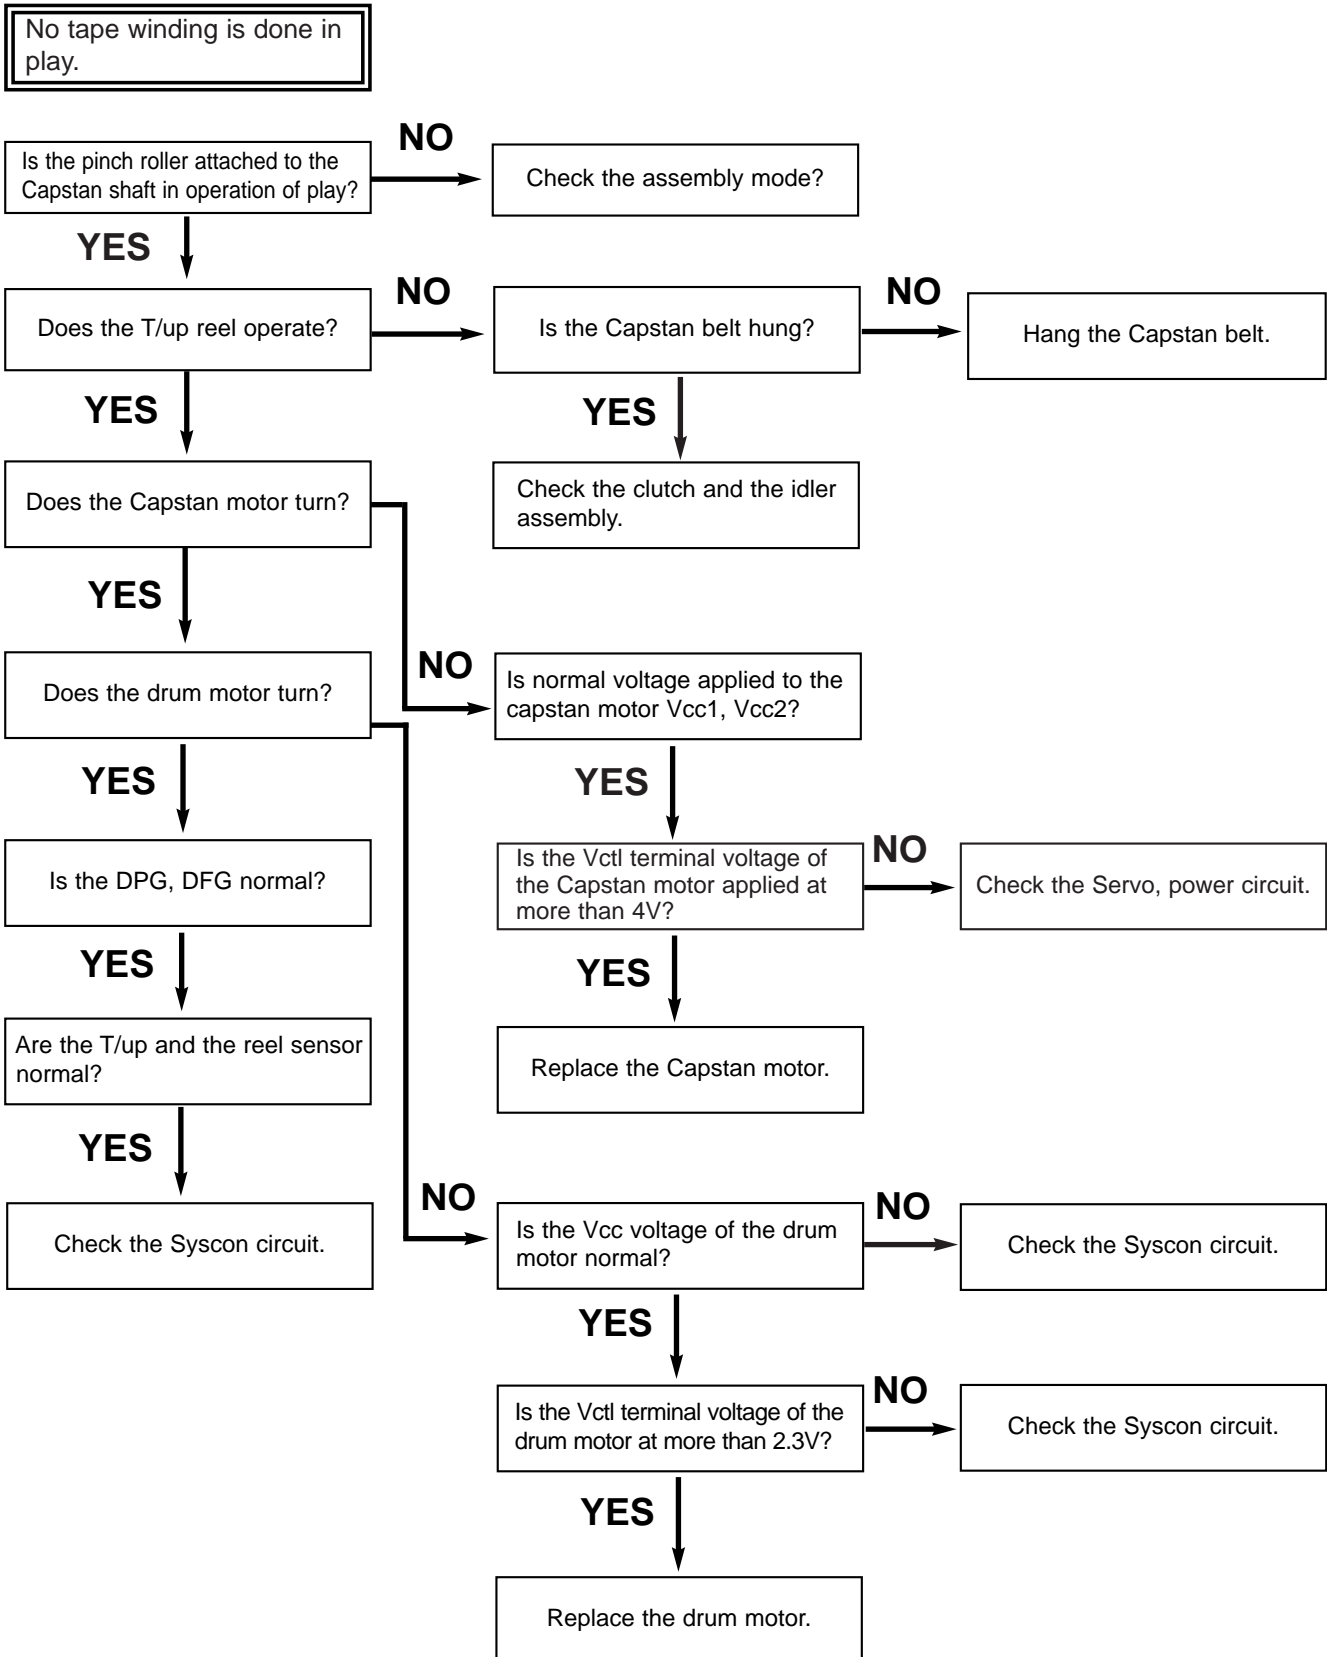 No tape winding is done in
play.
NO
Is the pinch roller attached to the
Capstan shaft in operation of play?
Check the assembly mode?
YES
NO
NO
Does the T/up reel operate?
Is the Capstan belt hung?
Hang the Capstan belt.
YES
YES
Does the Capstan motor turn?
Check the clutch and the idler
assembly.
YES
NO
Does the drum motor turn?
Is normal voltage applied to the
capstan motor Vcc1, Vcc2?
YES
YES
NO
Is the DPG, DFG normal?
Is the Vctl terminal voltage of
the Capstan motor applied at
more than 4V?
Check the Servo, power circuit.
YES
YES
Are the T/up and the reel sensor
normal?
Replace the Capstan motor.
YES
NO
NO
Check the Syscon circuit.
Is the Vcc voltage of the drum
motor normal?
Check the Syscon circuit.
YES
NO
Is the Vctl terminal voltage of the
drum motor at more than 2.3V?
Check the Syscon circuit.
YES
Replace the drum motor.